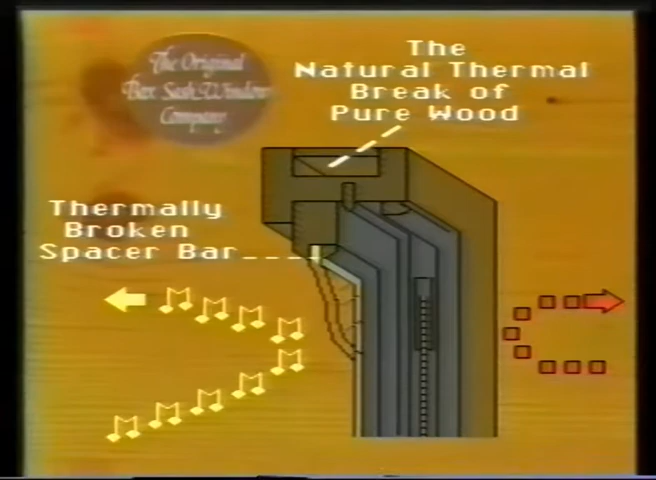 The Original
Box Sash Window
Company
The
Natural Thermal
Break of
Pure Wood
Thermally
Broken
Spacer Bar